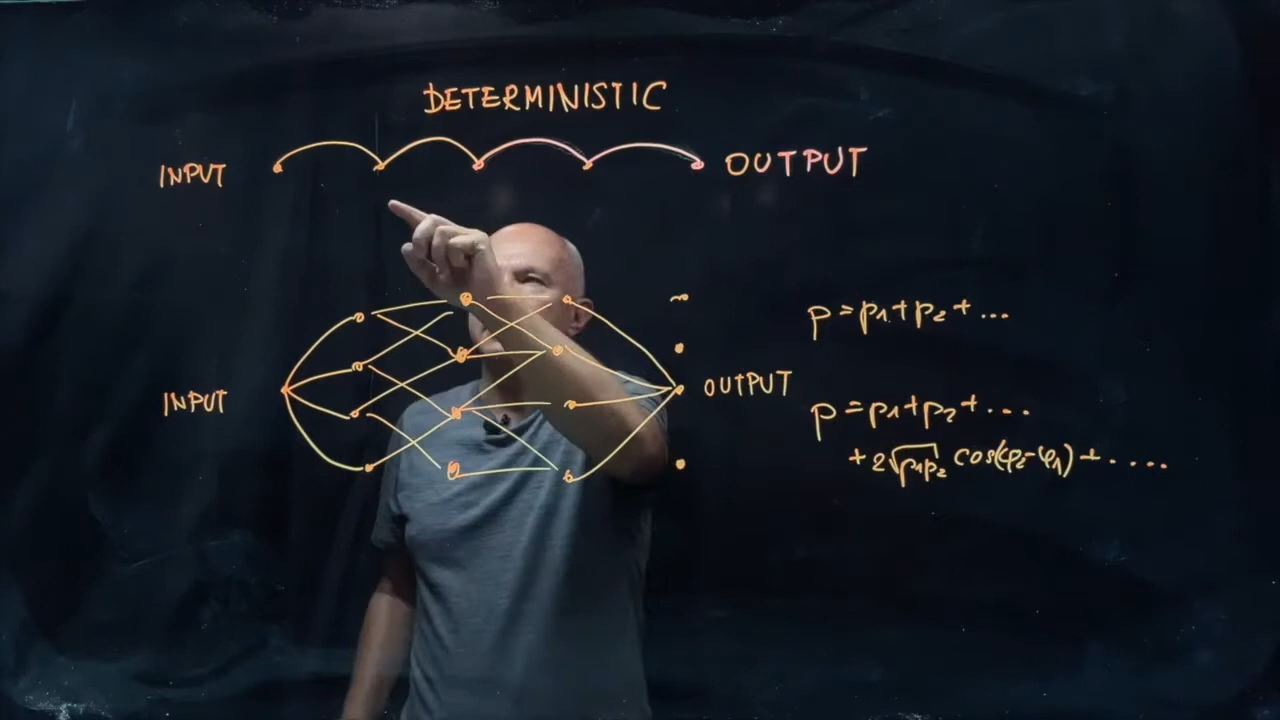 DETERMINISTIC
INPUT
OUTPUT
p = p₁ + p₂ + ...
INPUT
OUTPUT
p = p₁ + p₂ + ...
+ 2√p₁p₂ cos(φ₂-φ₁) + .....